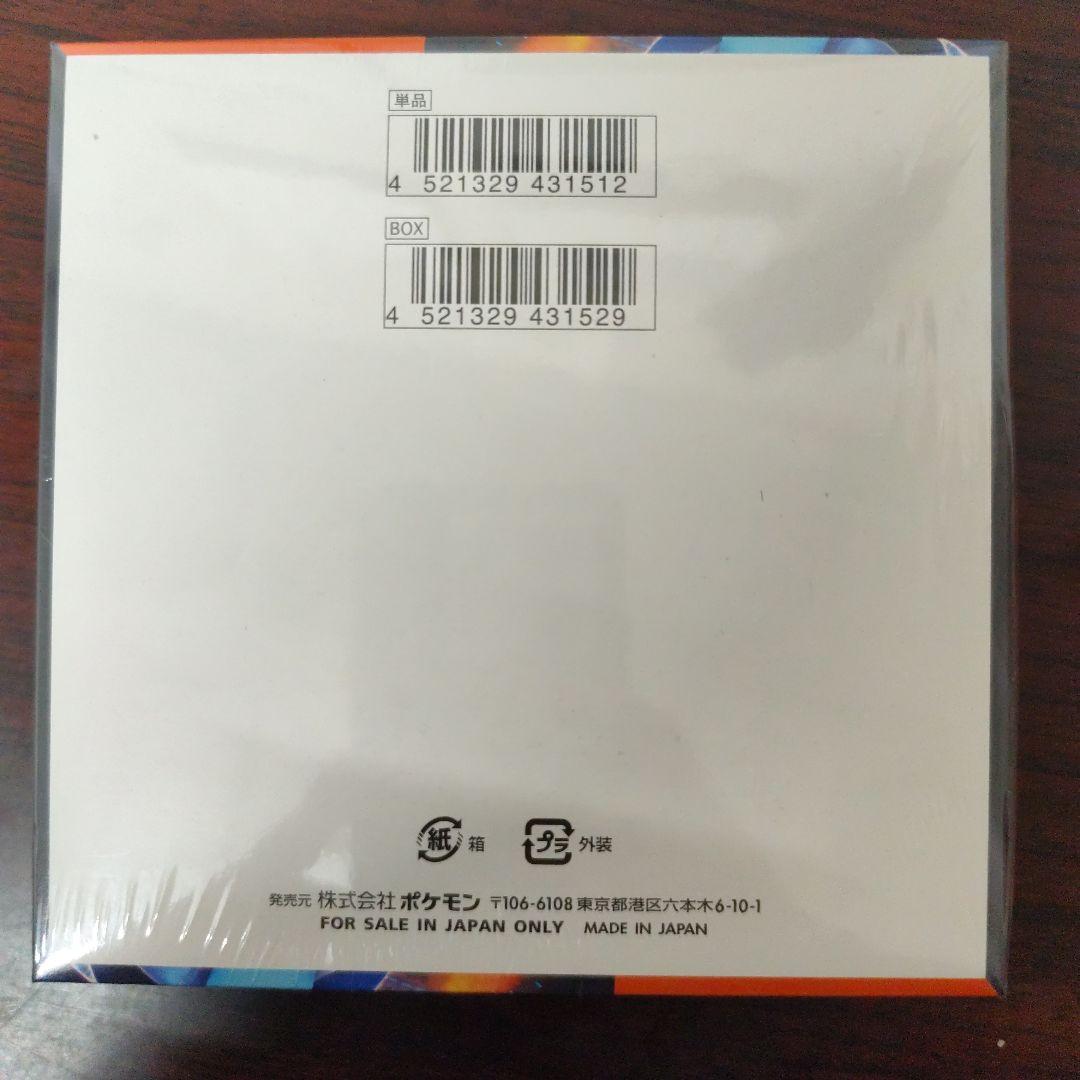 単品
4 521329 431512
BOX
4 521329 431529
紙 箱 プラ 外装
発売元 株式会社ポケモン 〒106-6108 東京都港区六本木6-10-1
FOR SALE IN JAPAN ONLY MADE IN JAPAN